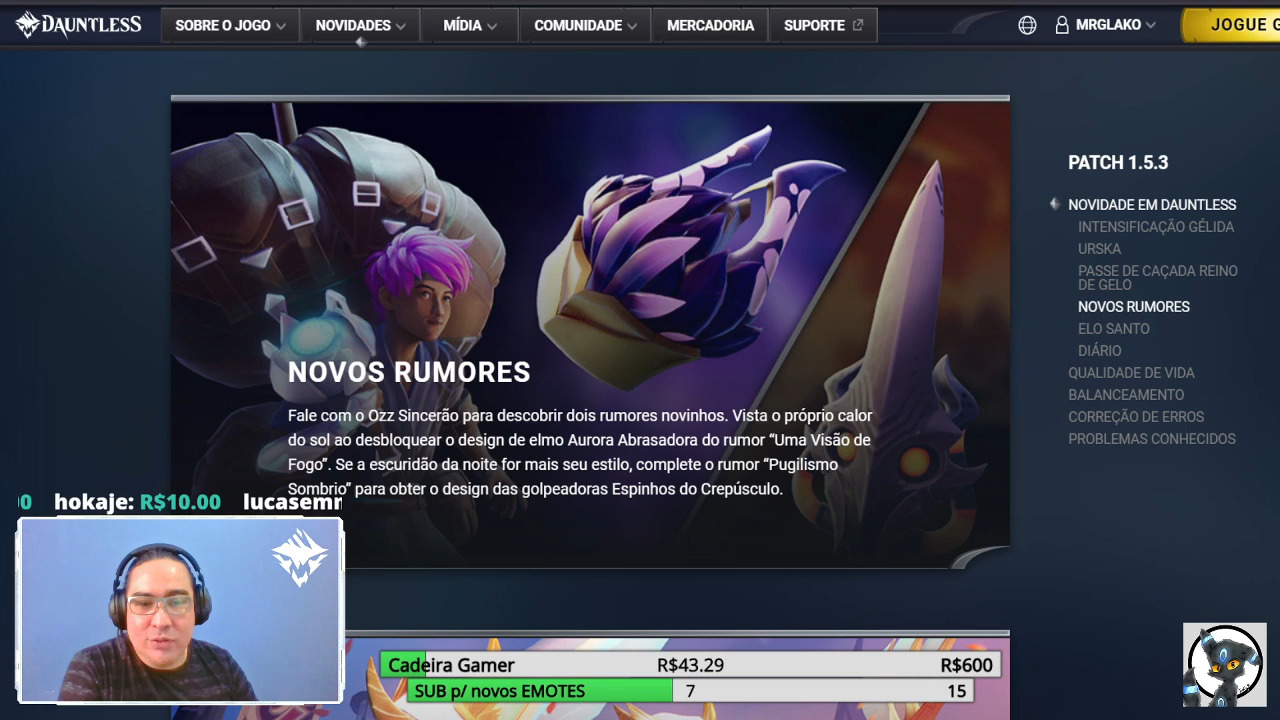 DAUNTLESS
SOBRE O JOGO
NOVIDADES
MÍDIA
COMUNIDADE
MERCADORIA
SUPORTE
MRGLAKO
JOGUE G
PATCH 1.5.3
NOVIDADE EM DAUNTLESS
INTENSIFICAÇÃO GÉLIDA
URSKA
PASSE DE CAÇADA REINO
DE GELO
NOVOS RUMORES
ELO SANTO
DIÁRIO
QUALIDADE DE VIDA
BALANCEAMENTO
CORREÇÃO DE ERROS
PROBLEMAS CONHECIDOS
NOVOS RUMORES
Fale com o Ozz Sincerão para descobrir dois rumores novinhos. Vista o próprio calor
do sol ao desbloquear o design de elmo Aurora Abrasadora do rumor “Uma Visão de
Fogo”. Se a escuridão da noite for mais seu estilo, complete o rumor “Pugilismo
Sombrio” para obter o design das golpeadoras Espinhos do Crepúsculo.
00 hokaje: R$10.00 lucasemr
Cadeira Gamer R$43.29 R$600
SUB p/ novos EMOTES 7 15